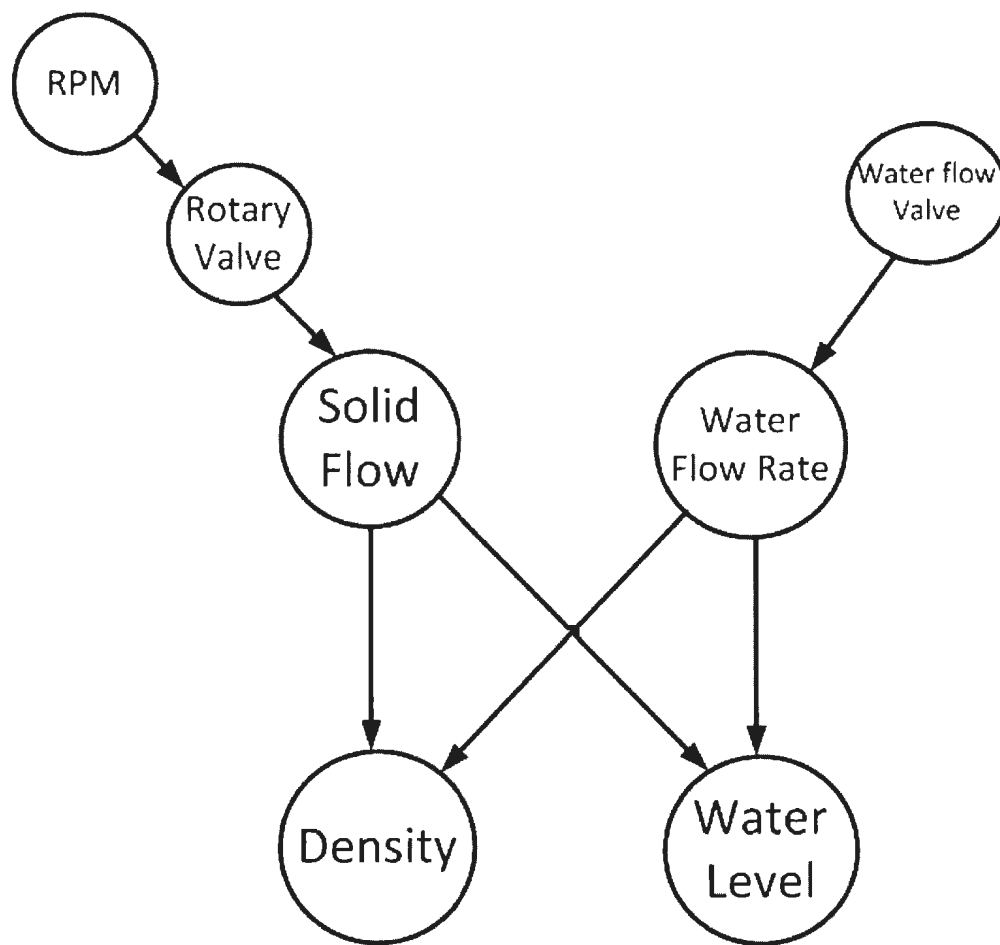 RPM
Rotary
Valve
Water flow
Valve
Solid
Flow
Water
Flow Rate
Density
Water
Level